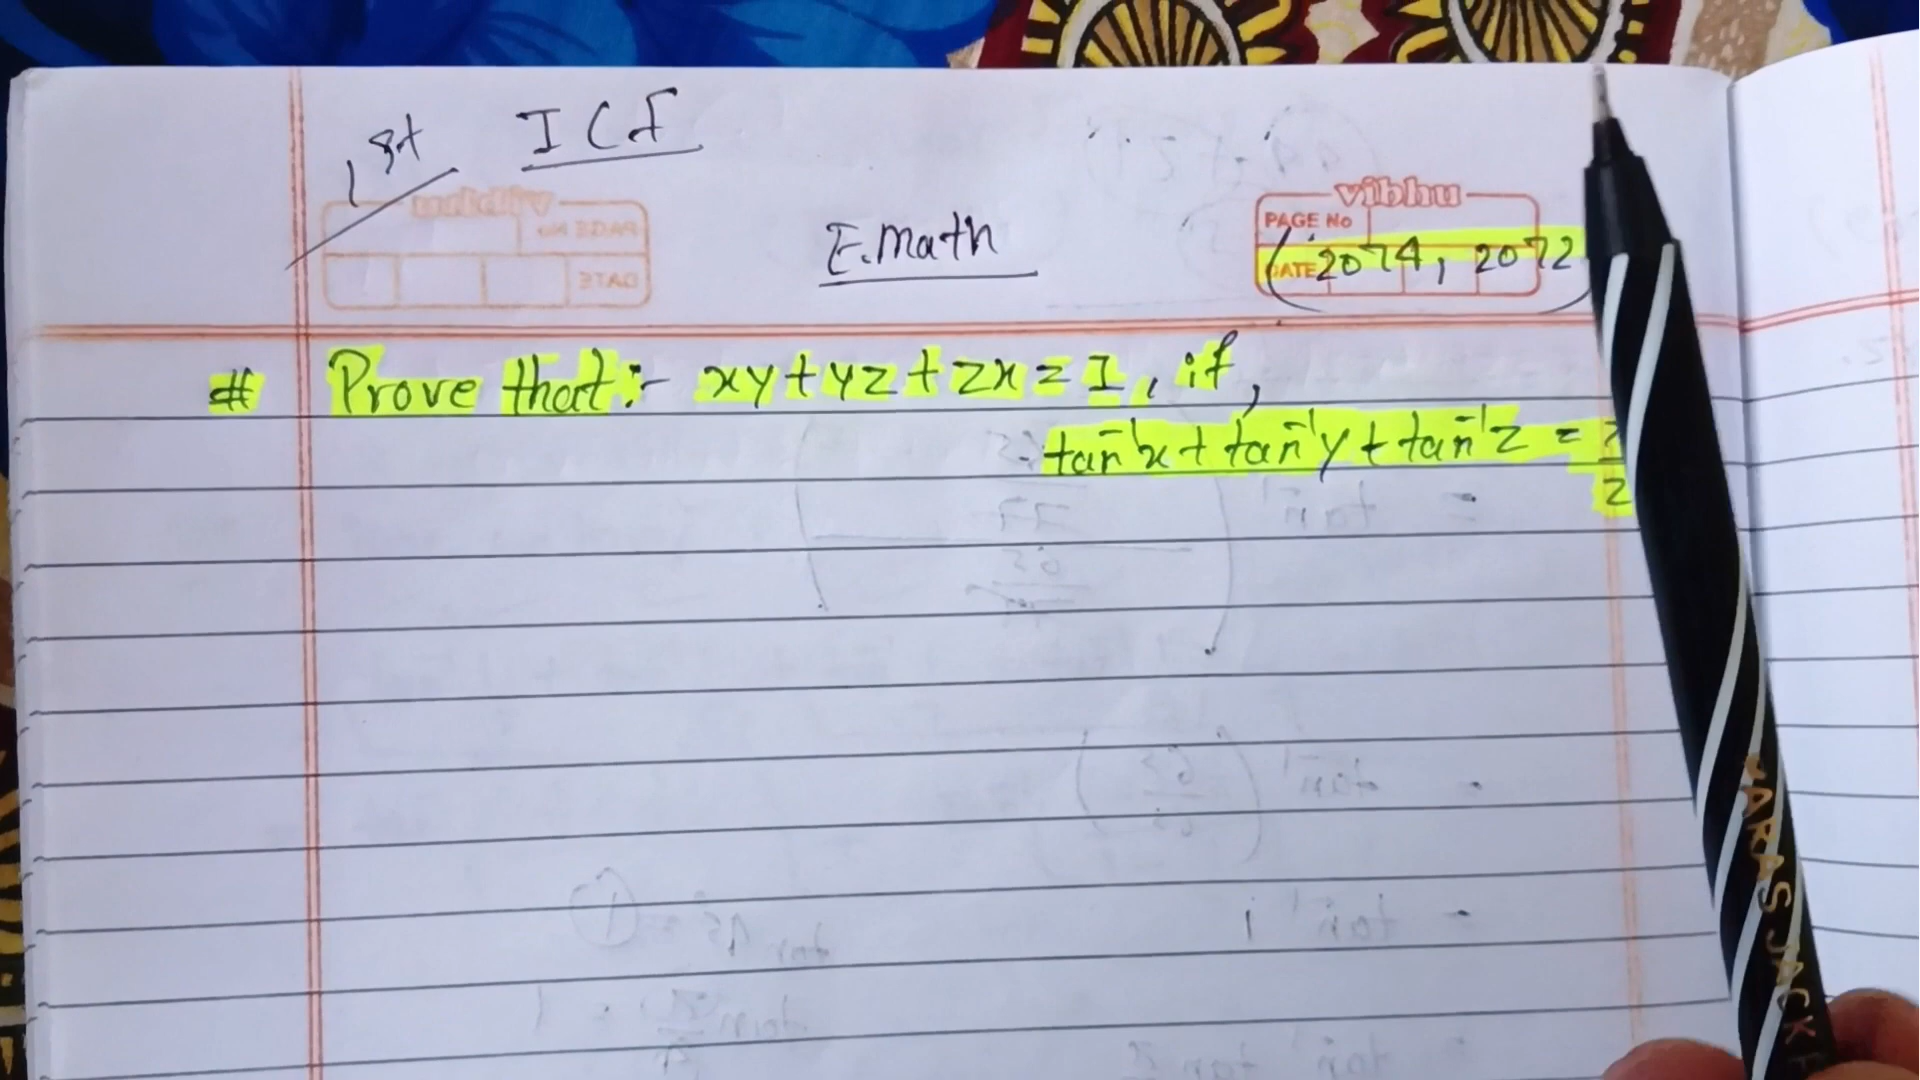 1st ICF
vibhu
PAGE No
E.Math
DATE (2074, 2072
# Prove that:- xy+yz+zx=I, if,
tan⁻¹x + tan⁻¹y + tan⁻¹z =
2
ARASJACK